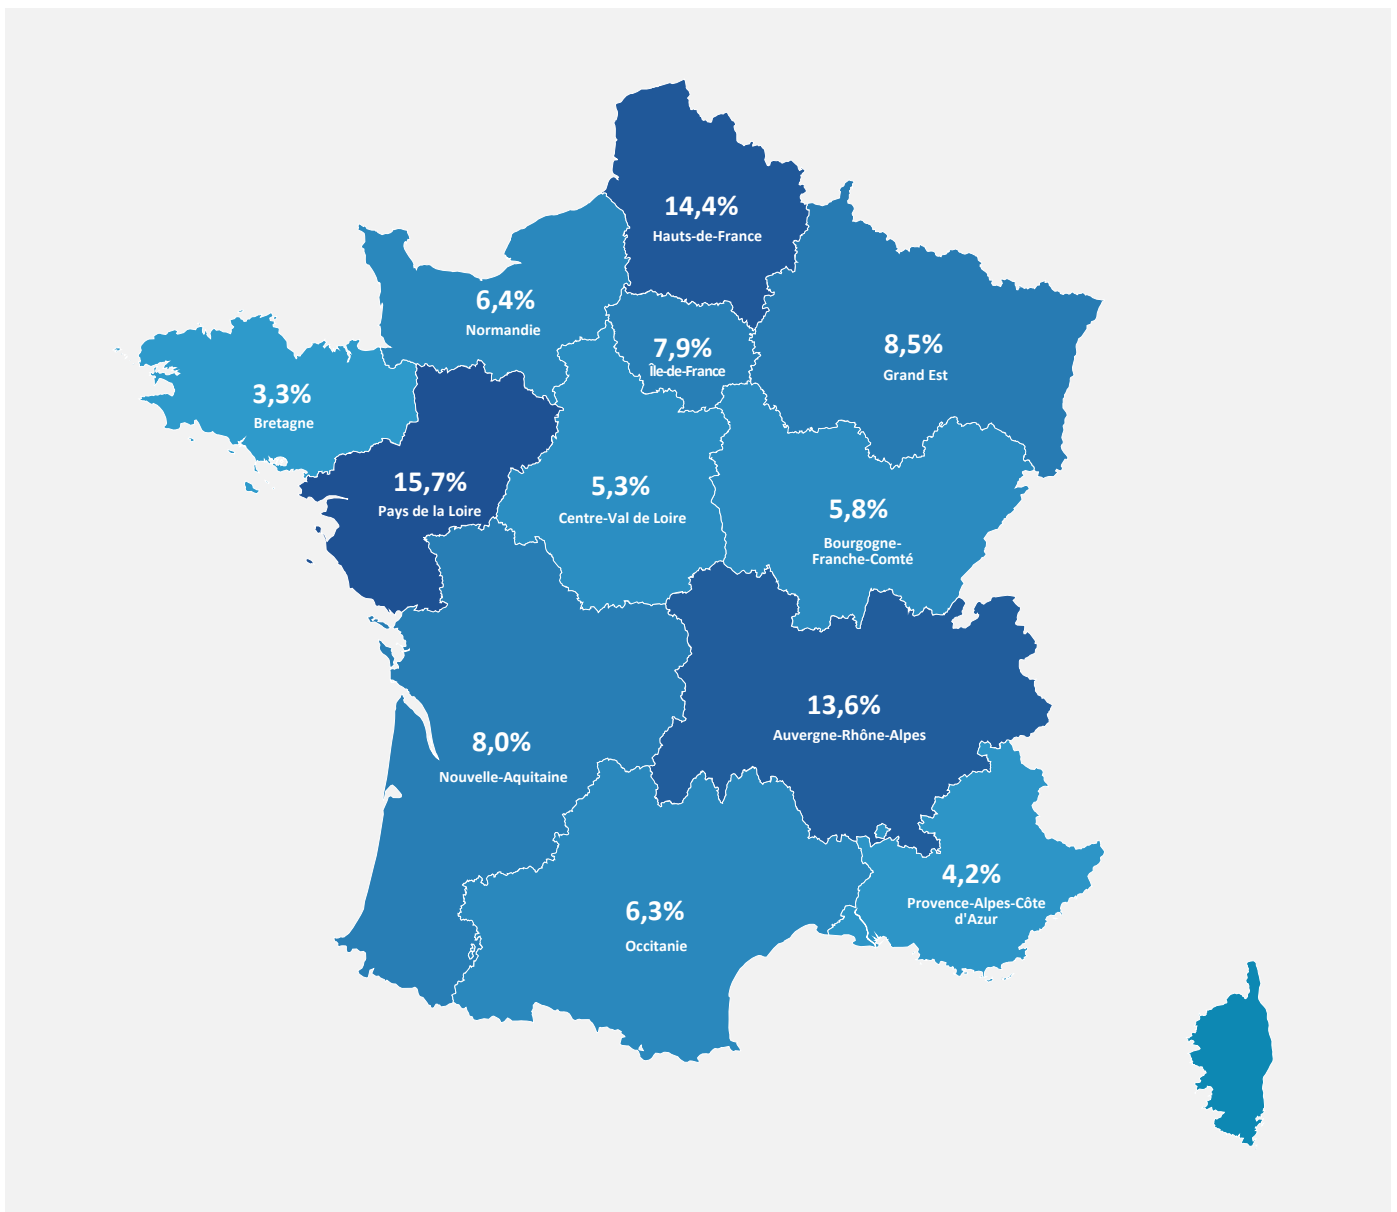 14,4%
Hauts-de-France
6,4%
Normandie
7,9%
Île-de-France
8,5%
Grand Est
3,3%
Bretagne
15,7%
Pays de la Loire
5,3%
Centre-Val de Loire
5,8%
Bourgogne-
Franche-Comté
13,6%
Auvergne-Rhône-Alpes
8,0%
Nouvelle-Aquitaine
4,2%
Provence-Alpes-Côte
d'Azur
6,3%
Occitanie